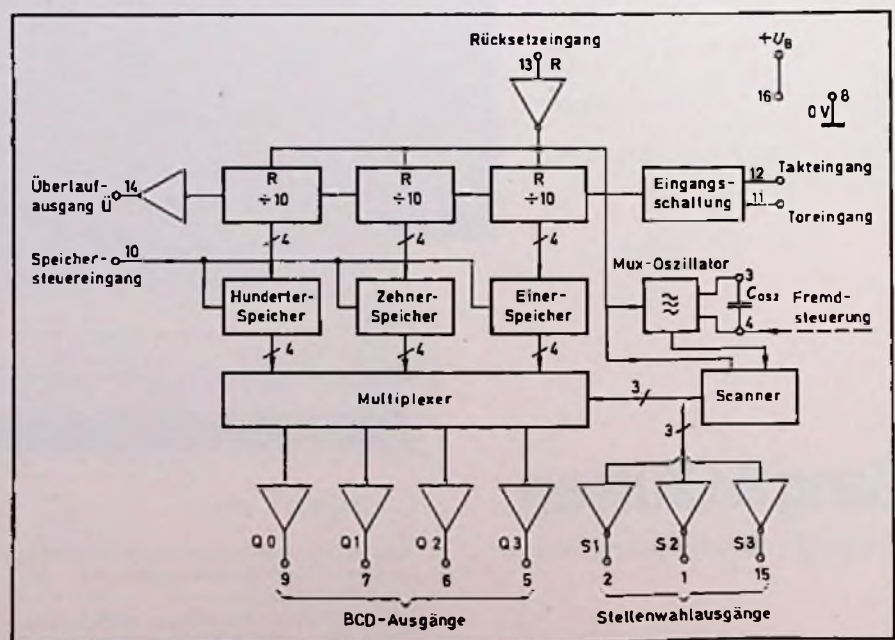 Rücksetzeingang
13 R
+U_B
16
8
0 V
Überlauf-
ausgang Ü
14
R
÷10
R
÷10
R
÷10
Eingangs-
schaltung
12
Takteingang
11
Toreingang
Speicher-
steuereingang
10
4
4
4
Hunderter-
Speicher
Zehner-
Speicher
Einer-
Speicher
Mux-Oszillator
3
C_osz
4
Fremd-
steuerung
4
4
4
Multiplexer
3
Scanner
3
Q0
Q1
Q2
Q3
S1
S2
S3
9
7
6
5
2
1
15
BCD-Ausgänge
Stellenwahlausgänge